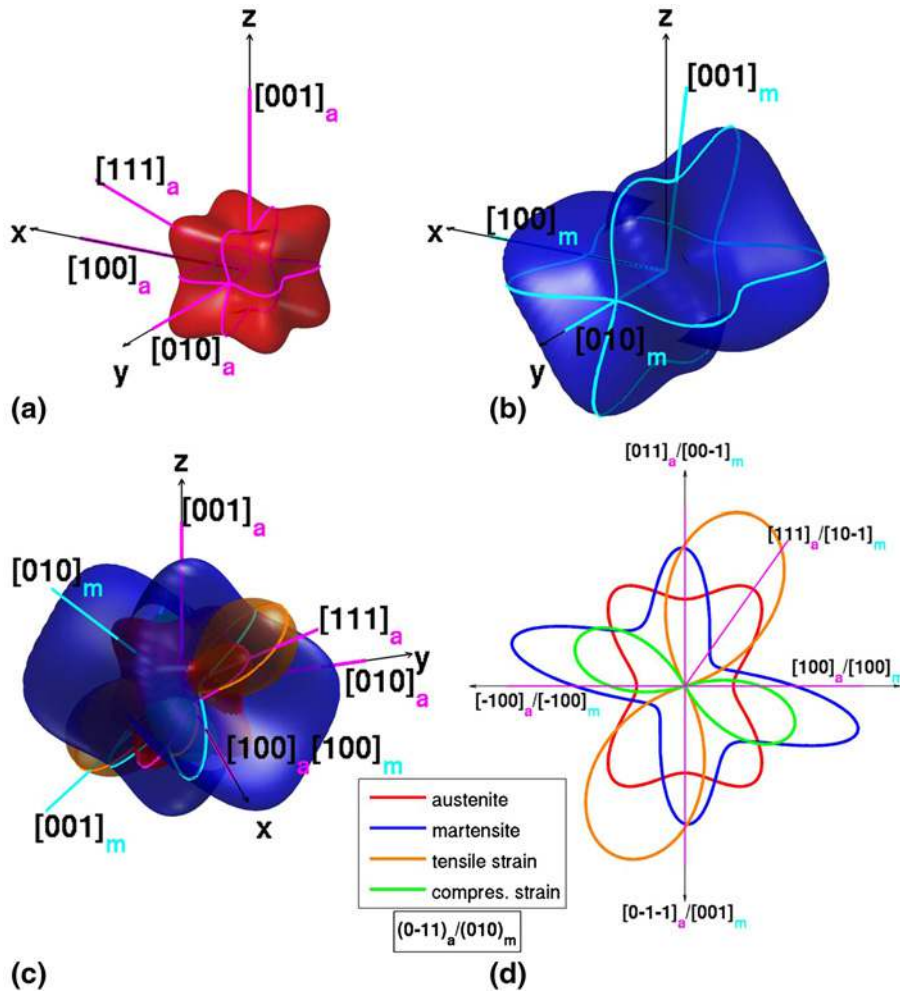 z
[001]a
[111]a
x
[100]a
[010]a
y
(a)
z
[001]m
x
[100]m
[010]m
y
(b)
z
[001]a
[010]m
[111]a
y
[010]a
[100]a[100]m
[001]m
x
(c)
[011]a/[00-1]m
[111]a/[10-1]m
[100]a/[100]m
[-100]a/[-100]m
[0-1-1]a/[001]m
austenite
martensite
tensile strain
compres. strain
(0-11)a/(010)m
(d)